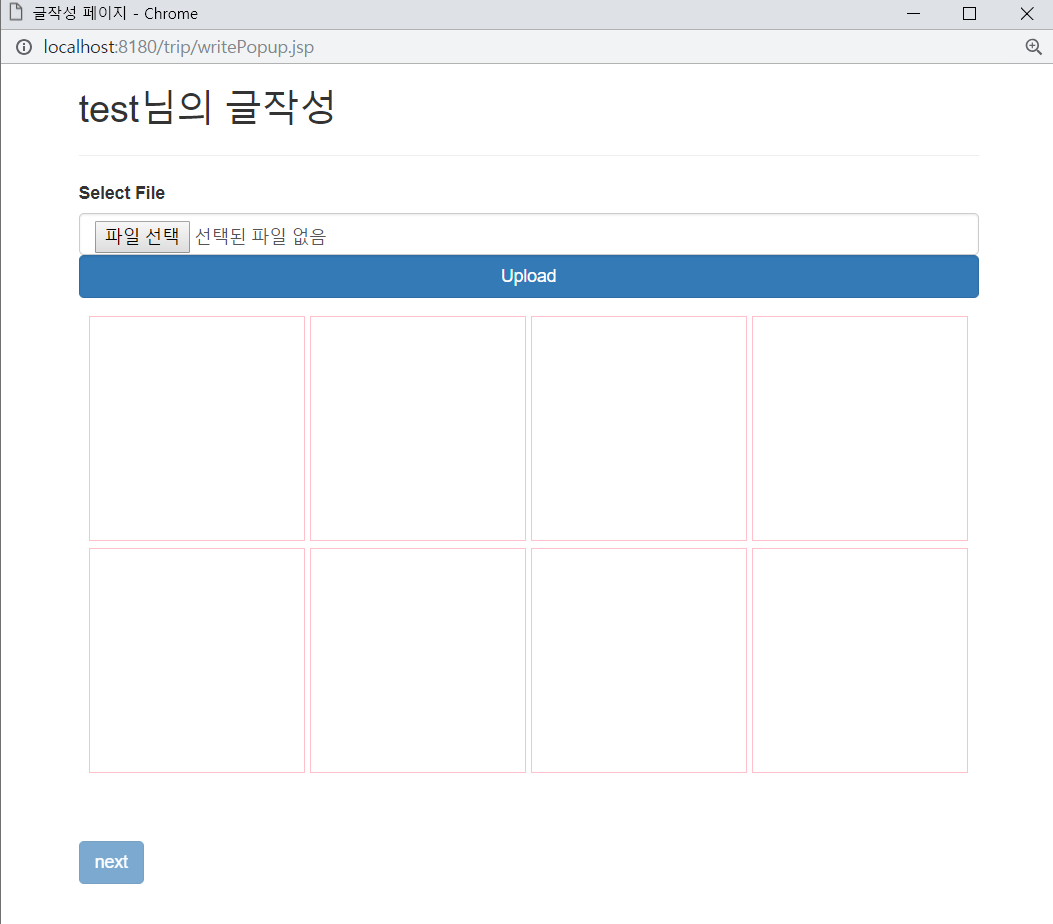 글작성 페이지 - Chrome
localhost:8180/trip/writePopup.jsp
test님의 글작성
Select File
파일 선택 선택된 파일 없음
Upload
next